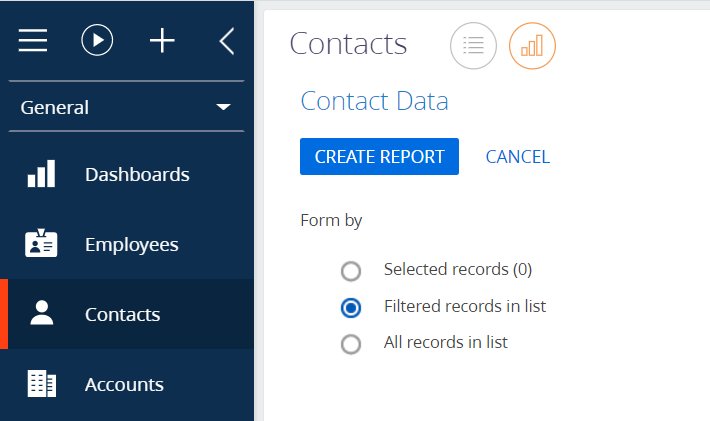 General
Dashboards
Employees
Contacts
Accounts
Contacts
Contact Data
CREATE REPORT
CANCEL
Form by
Selected records (0)
Filtered records in list
All records in list